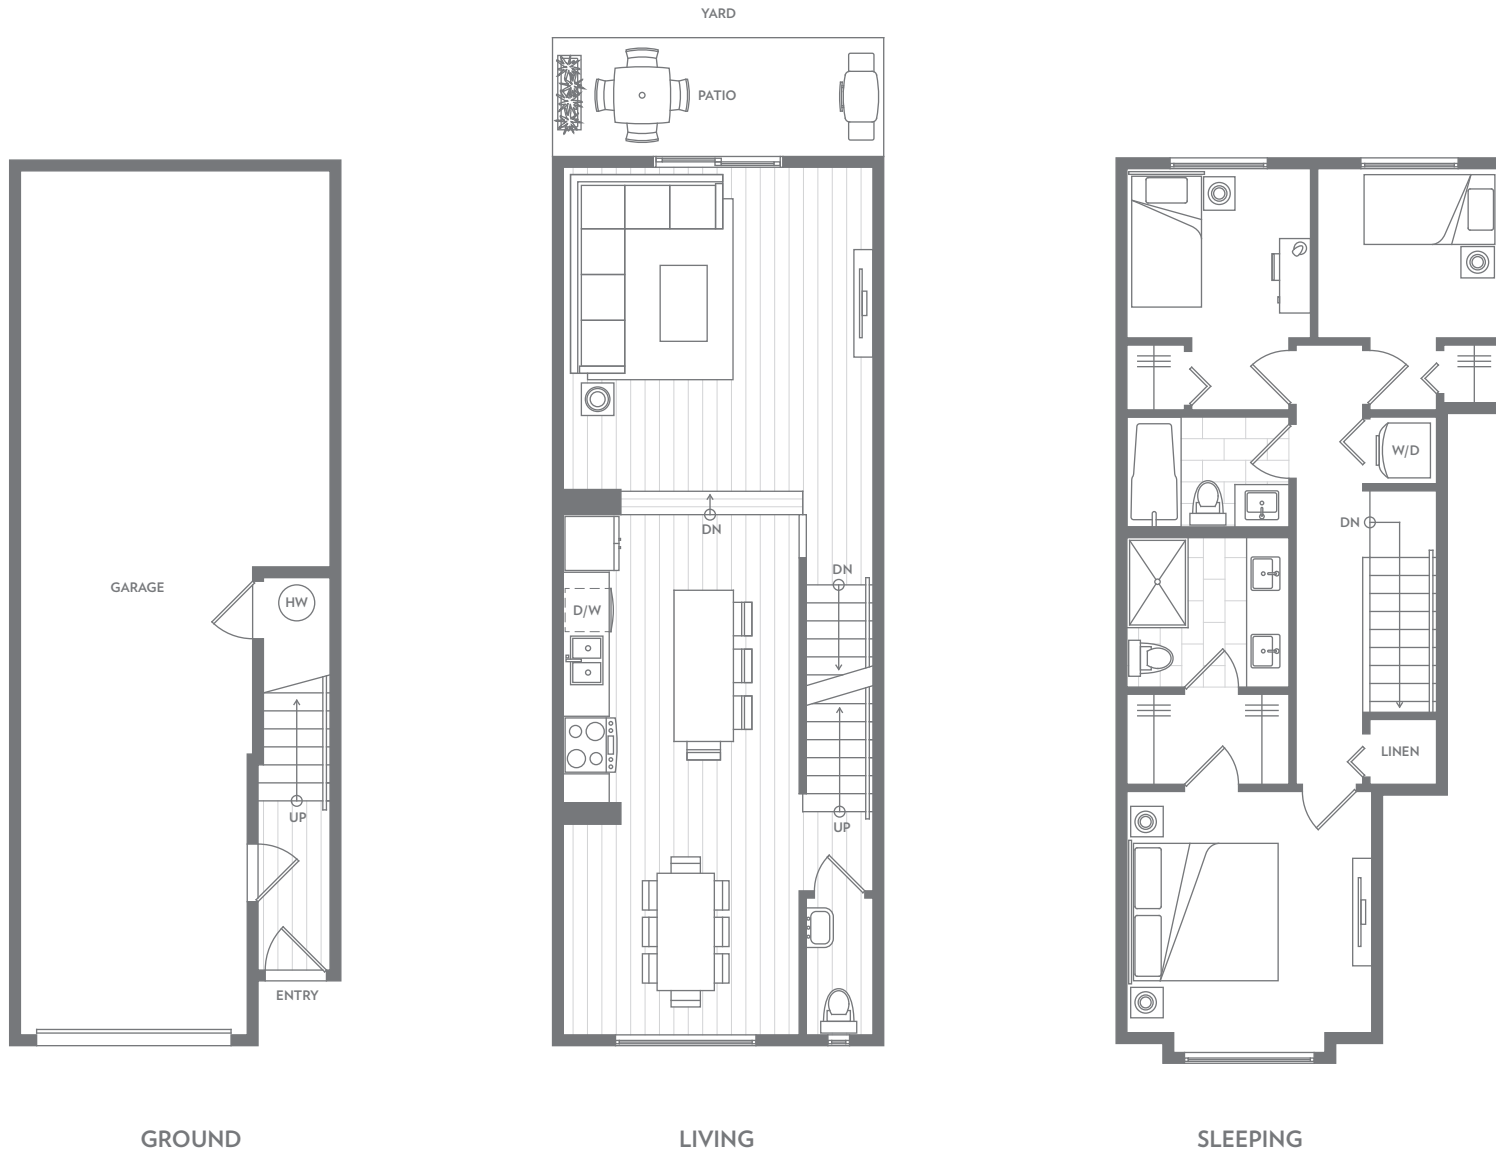 YARD
PATIO
GARAGE
HW
UP
ENTRY
DN
D/W
DN
UP
W/D
DN
LINEN
GROUND
LIVING
SLEEPING